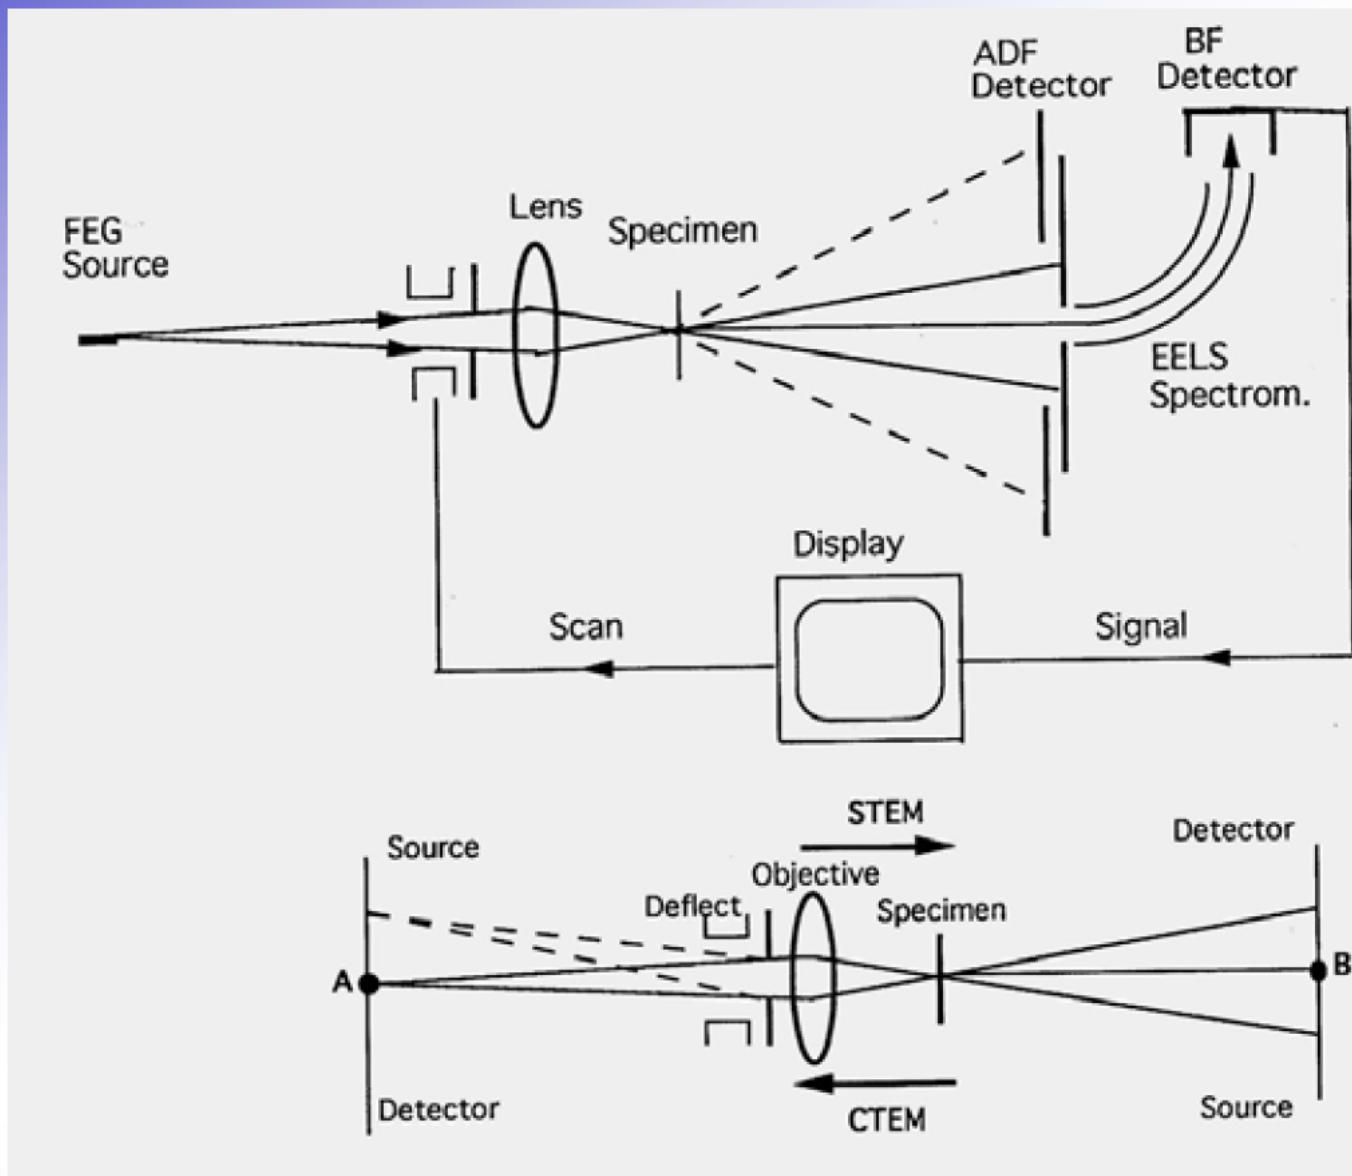 ADF
Detector
BF
Detector
Lens
Specimen
FEG
Source
EELS
Spectrom.
Display
Scan
Signal
STEM
Source
Detector
Objective
Deflect.
Specimen
A
B
Detector
CTEM
Source